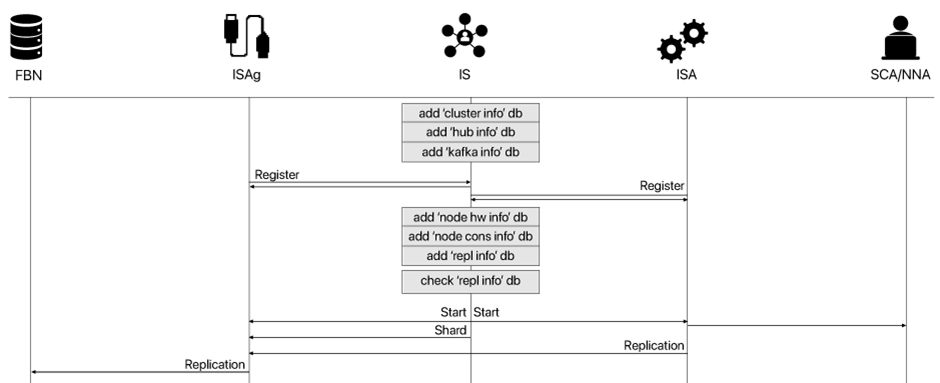 FBN
ISAg
IS
ISA
SCA/NNA
add ‘cluster info’ db
add ‘hub info’ db
add ‘kafka info’ db
Register
Register
add ‘node hw info’ db
add ‘node cons info’ db
add ‘repl info’ db
check ‘repl info’ db
Start
Start
Shard
Replication
Replication